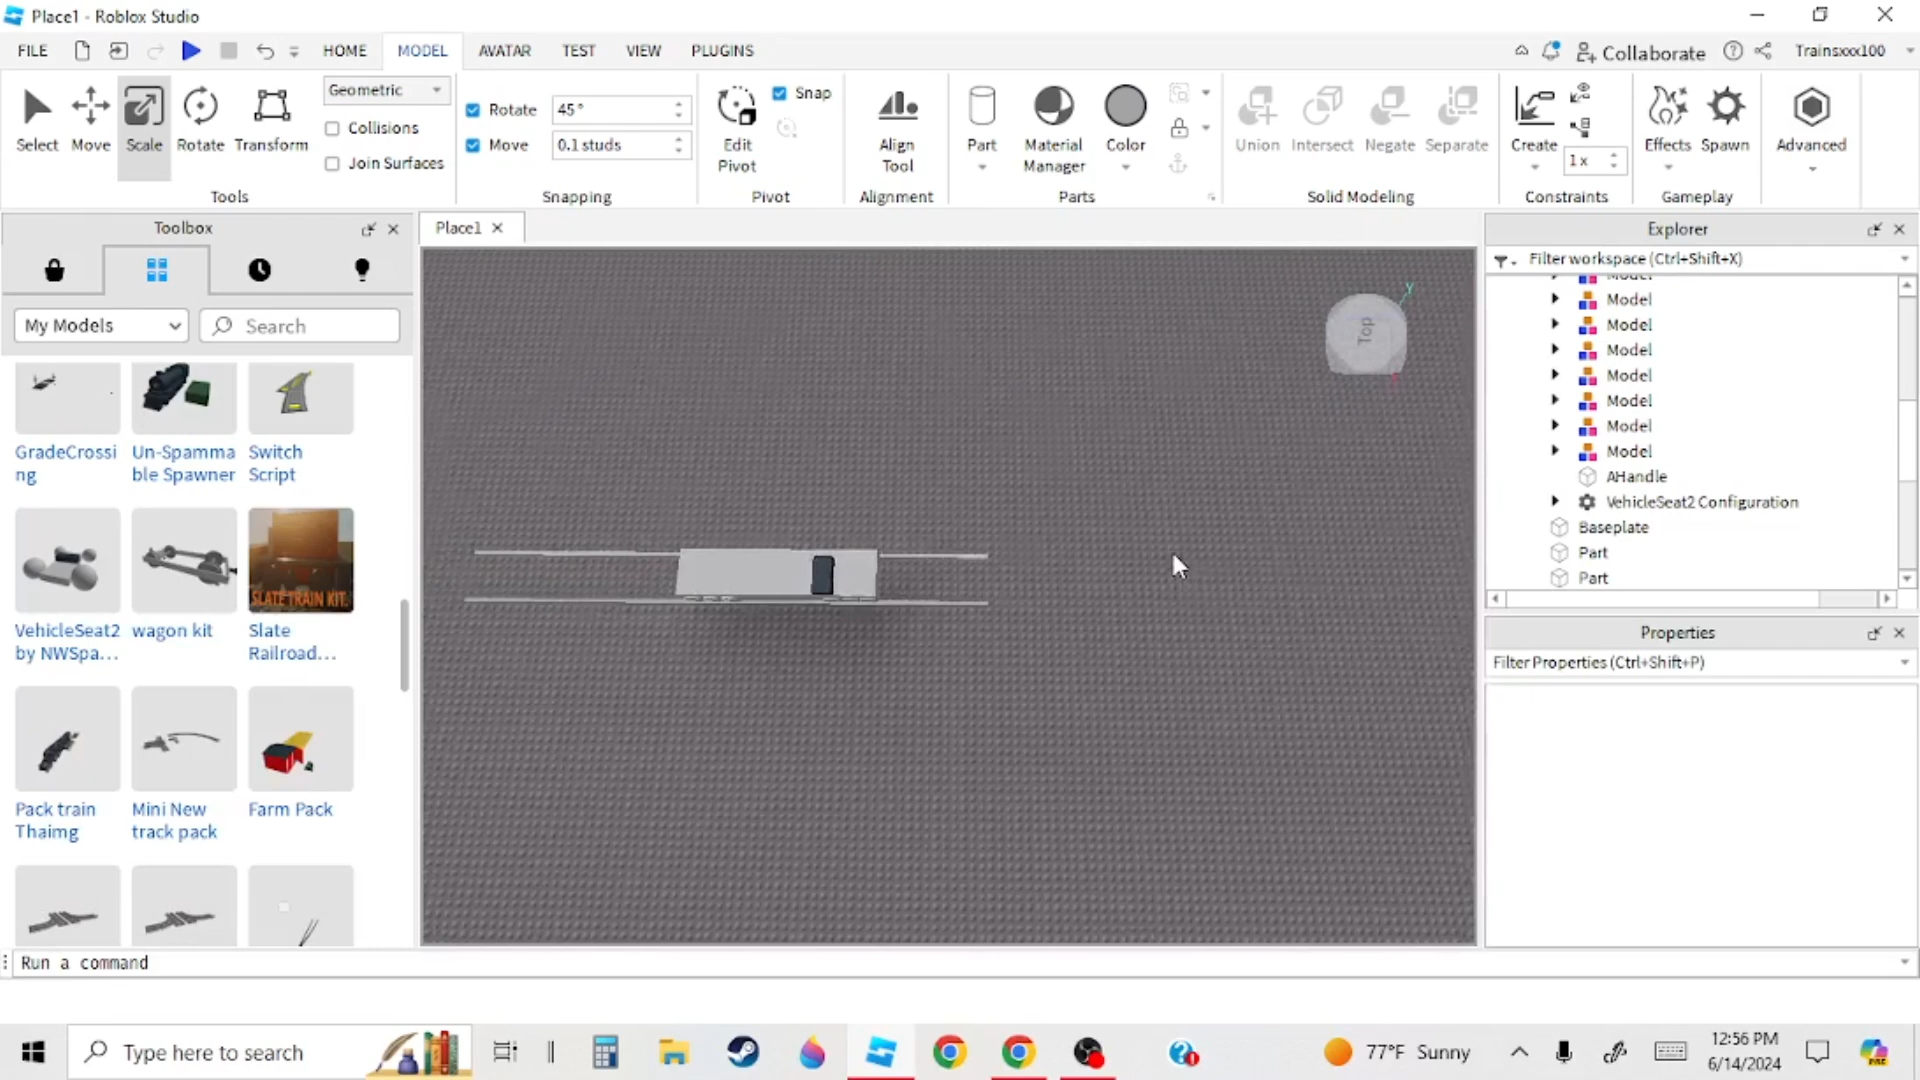 Place1 - Roblox Studio
FILE
HOME
MODEL
AVATAR
TEST
VIEW
PLUGINS
Collaborate
Trainsxxx100
Select
Move
Scale
Rotate
Transform
Geometric
Collisions
Join Surfaces
Tools
Rotate
45°
Move
0.1 studs
Snapping
Edit
Pivot
Snap
Pivot
Align
Tool
Alignment
Part
Material
Manager
Color
Parts
Union
Intersect
Negate
Separate
Solid Modeling
Create
1x
Constraints
Effects
Spawn
Gameplay
Advanced
Toolbox
My Models
Search
GradeCrossi
ng
Un-Spamma
ble Spawner
Switch
Script
SLATE TRAIN KIT.
VehicleSeat2
by NWSpa...
wagon kit
Slate
Railroad...
Pack train
Thaimg
Mini New
track pack
Farm Pack
Place1
Top
Y
Explorer
Filter workspace (Ctrl+Shift+X)
Model
Model
Model
Model
Model
Model
Model
Model
AHandle
VehicleSeat2 Configuration
Baseplate
Part
Part
Properties
Filter Properties (Ctrl+Shift+P)
Run a command
Type here to search
77°F Sunny
12:56 PM
6/14/2024
PRE